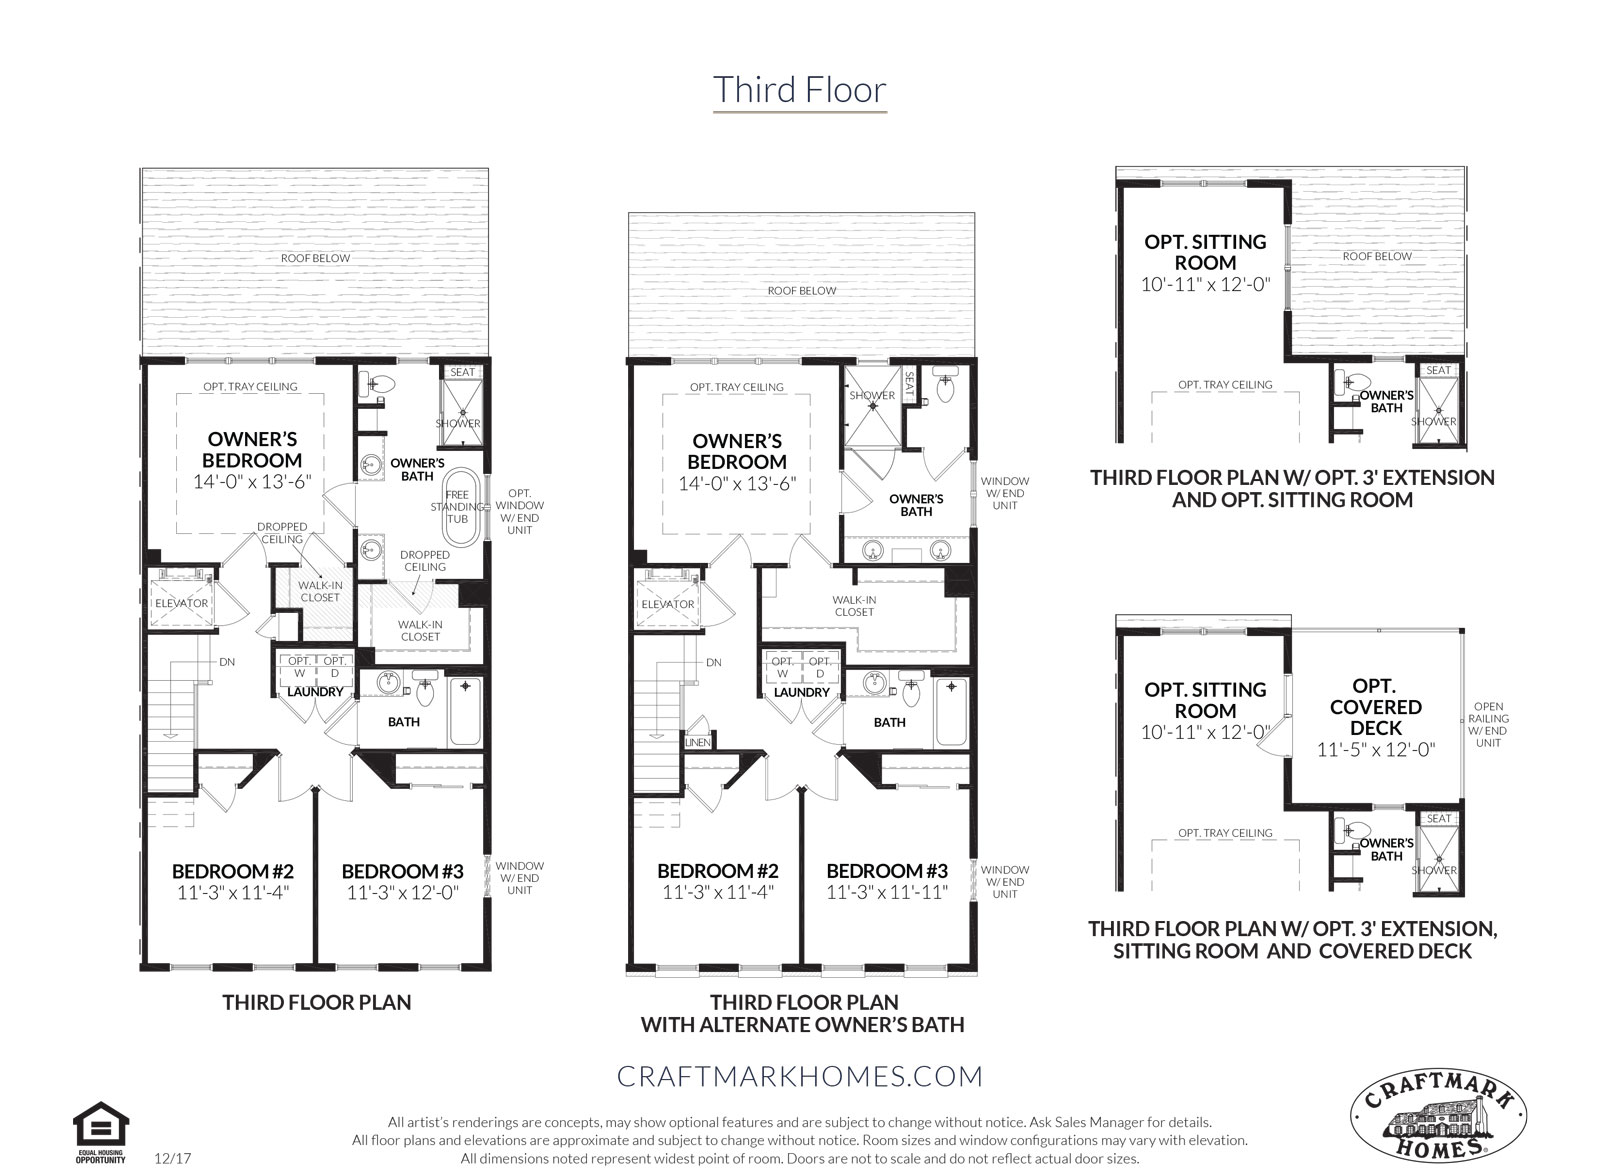 Third Floor
ROOF BELOW
OPT. TRAY CEILING
SEAT
SHOWER
OWNER'S
BEDROOM
14'-0" x 13'-6"
OWNER'S
BATH
FREE
STANDING
TUB
OPT.
WINDOW
W/ END
UNIT
DROPPED
CEILING
DROPPED
CEILING
WALK-IN
CLOSET
ELEVATOR
WALK-IN
CLOSET
DN
OPT.
W
OPT.
D
LAUNDRY
BATH
BEDROOM #2
11'-3" x 11'-4"
BEDROOM #3
11'-3" x 12'-0"
WINDOW
W/ END
UNIT
THIRD FLOOR PLAN
ROOF BELOW
OPT. TRAY CEILING
SHOWER
SEAT
OWNER'S
BEDROOM
14'-0" x 13'-6"
OWNER'S
BATH
WINDOW
W/ END
UNIT
ELEVATOR
WALK-IN
CLOSET
DN
OPT.
W
OPT.
D
LAUNDRY
BATH
LINEN
BEDROOM #2
11'-3" x 11'-4"
BEDROOM #3
11'-3" x 11'-11"
WINDOW
W/ END
UNIT
THIRD FLOOR PLAN
WITH ALTERNATE OWNER'S BATH
OPT. SITTING
ROOM
10'-11" x 12'-0"
ROOF BELOW
OPT. TRAY CEILING
OWNER'S
BATH
SEAT
SHOWER
THIRD FLOOR PLAN W/ OPT. 3' EXTENSION
AND OPT. SITTING ROOM
OPT. SITTING
ROOM
10'-11" x 12'-0"
OPT.
COVERED
DECK
11'-5" x 12'-0"
OPEN
RAILING
W/ END
UNIT
OPT. TRAY CEILING
OWNER'S
BATH
SEAT
SHOWER
THIRD FLOOR PLAN W/ OPT. 3' EXTENSION,
SITTING ROOM AND COVERED DECK
CRAFTMARKHOMES.COM
All artist's renderings are concepts, may show optional features and are subject to change without notice. Ask Sales Manager for details.
All floor plans and elevations are approximate and subject to change without notice. Room sizes and window configurations may vary with elevation.
All dimensions noted represent widest point of room. Doors are not to scale and do not reflect actual door sizes.
EQUAL HOUSING
OPPORTUNITY
12/17
CRAFTMARK
HOMES®